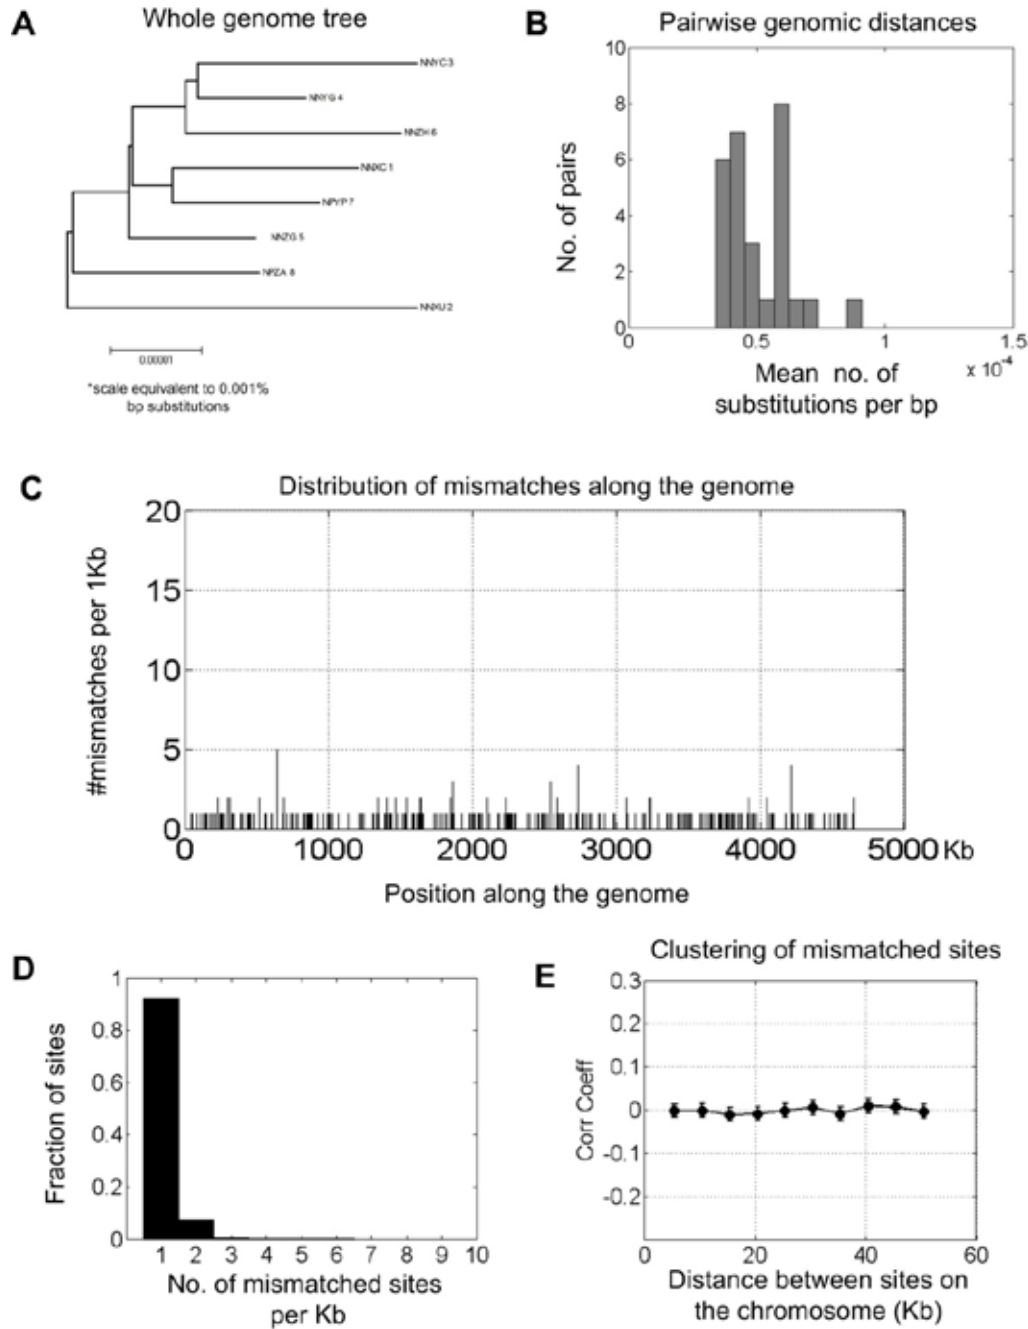 A
Whole genome tree
NNYC 3
NNYG 4
NNZH 6
NNXC 1
NPYP 7
NNZG 5
NPZA 8
NNXU 2
0.00001
*scale equivalent to 0.001%
bp substitutions
B
Pairwise genomic distances
No. of pairs
10
8
6
4
2
0
0 0.5 1 1.5
x 10-4
Mean no. of
substitutions per bp
C
Distribution of mismatches along the genome
#mismatches per 1Kb
20
15
10
5
0
0 1000 2000 3000 4000 5000 Kb
Position along the genome
D
Fraction of sites
1
0.8
0.6
0.4
0.2
0
1 2 3 4 5 6 7 8 9 10
No. of mismatched sites
per Kb
E
Clustering of mismatched sites
Corr Coeff
0.3
0.2
0.1
0
-0.1
-0.2
0 20 40 60
Distance between sites on
the chromosome (Kb)